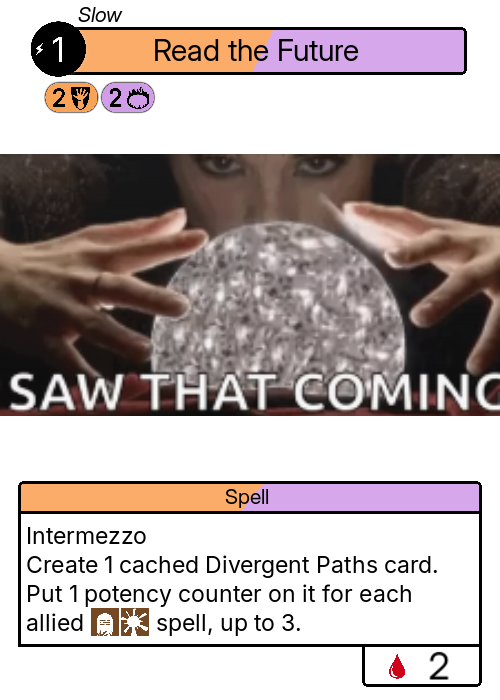 Slow
1
Read the Future
2 2
SAW THAT COMING
Spell
Intermezzo
Create 1 cached Divergent Paths card.
Put 1 potency counter on it for each
allied spell, up to 3.
2